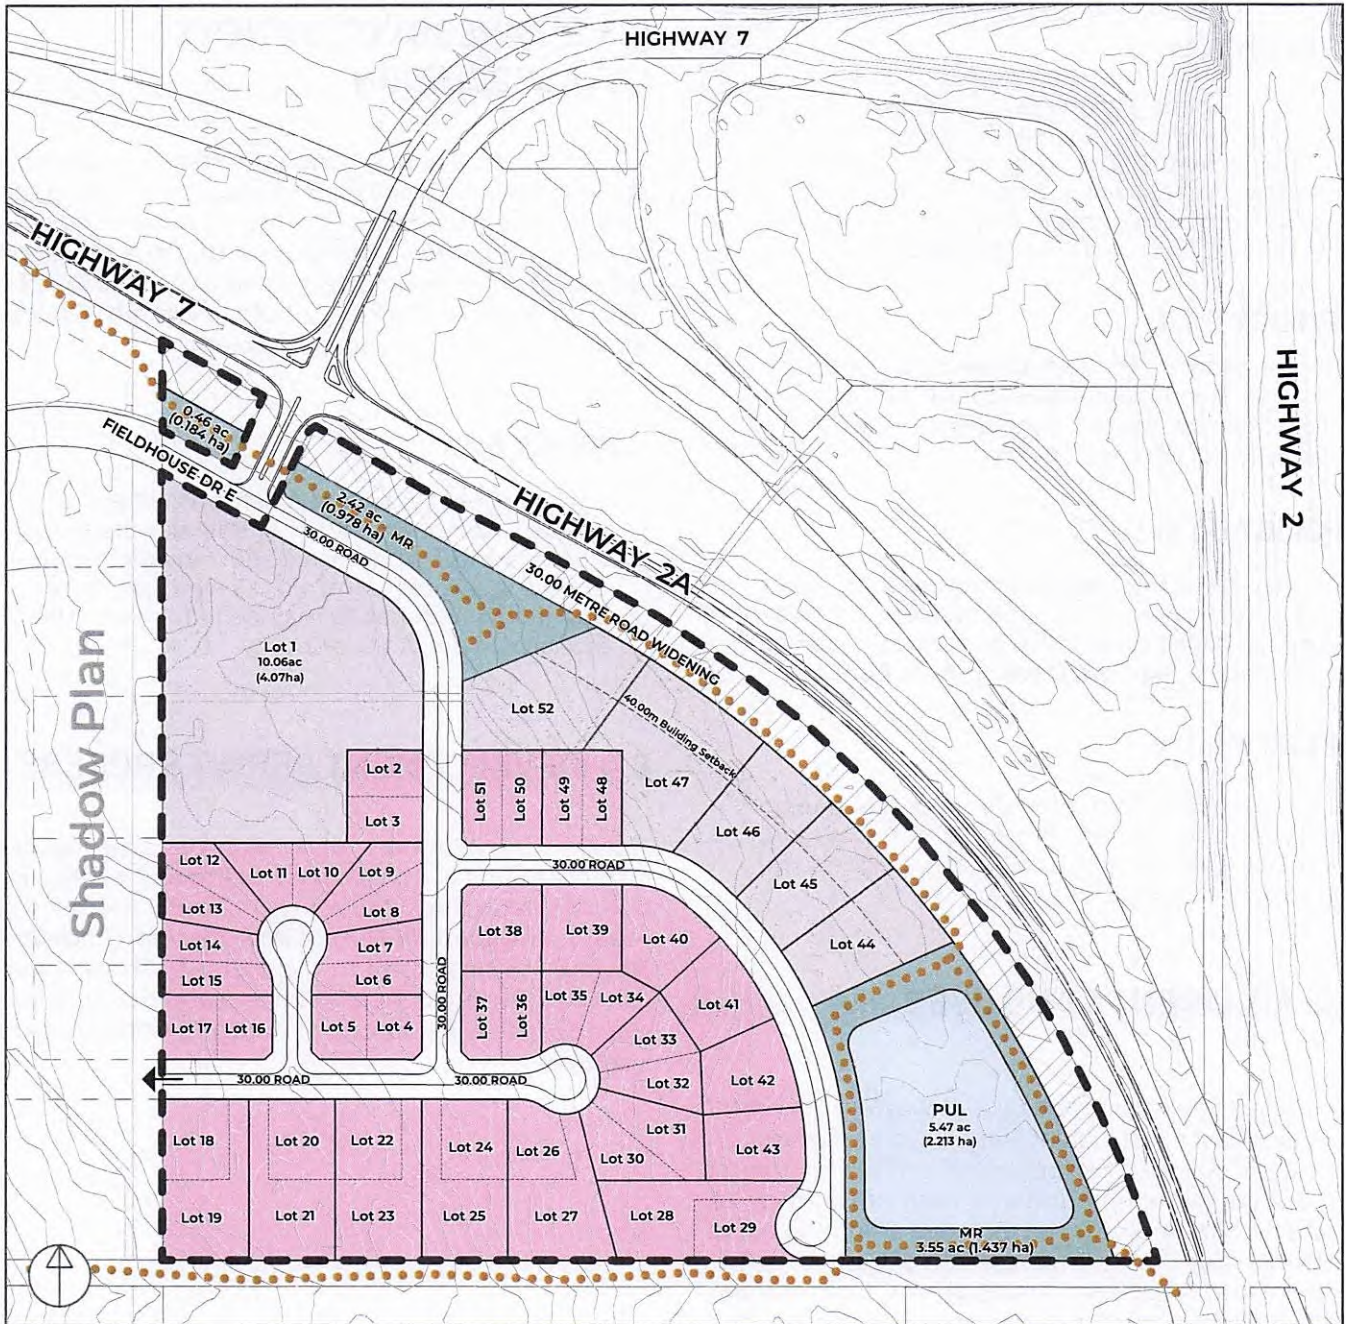 HIGHWAY 7
HIGHWAY 7
HIGHWAY 2
0.46 ac
(0.184 ha)
FIELDHOUSE DR E
2.42 ac
(0.978 ha)
MR
HIGHWAY 2A
30.00 ROAD
30.00 METRE ROAD WIDENING
Shadow Plan
Lot 1
10.06ac
(4.07ha)
Lot 52
40.00m Building Setback
Lot 2
Lot 3
Lot 51
Lot 50
Lot 49
Lot 48
Lot 47
Lot 46
Lot 45
Lot 44
30.00 ROAD
Lot 12
Lot 11
Lot 10
Lot 9
Lot 13
Lot 8
Lot 14
Lot 7
Lot 15
Lot 6
Lot 17
Lot 16
Lot 5
Lot 4
30.00 ROAD
Lot 38
Lot 39
Lot 40
Lot 41
Lot 37
Lot 36
Lot 35
Lot 34
Lot 33
Lot 32
Lot 42
30.00 ROAD
30.00 ROAD
Lot 31
Lot 30
Lot 43
PUL
5.47 ac
(2.213 ha)
Lot 18
Lot 20
Lot 22
Lot 24
Lot 26
Lot 19
Lot 21
Lot 23
Lot 25
Lot 27
Lot 28
Lot 29
MR
3.55 ac (1.437 ha)